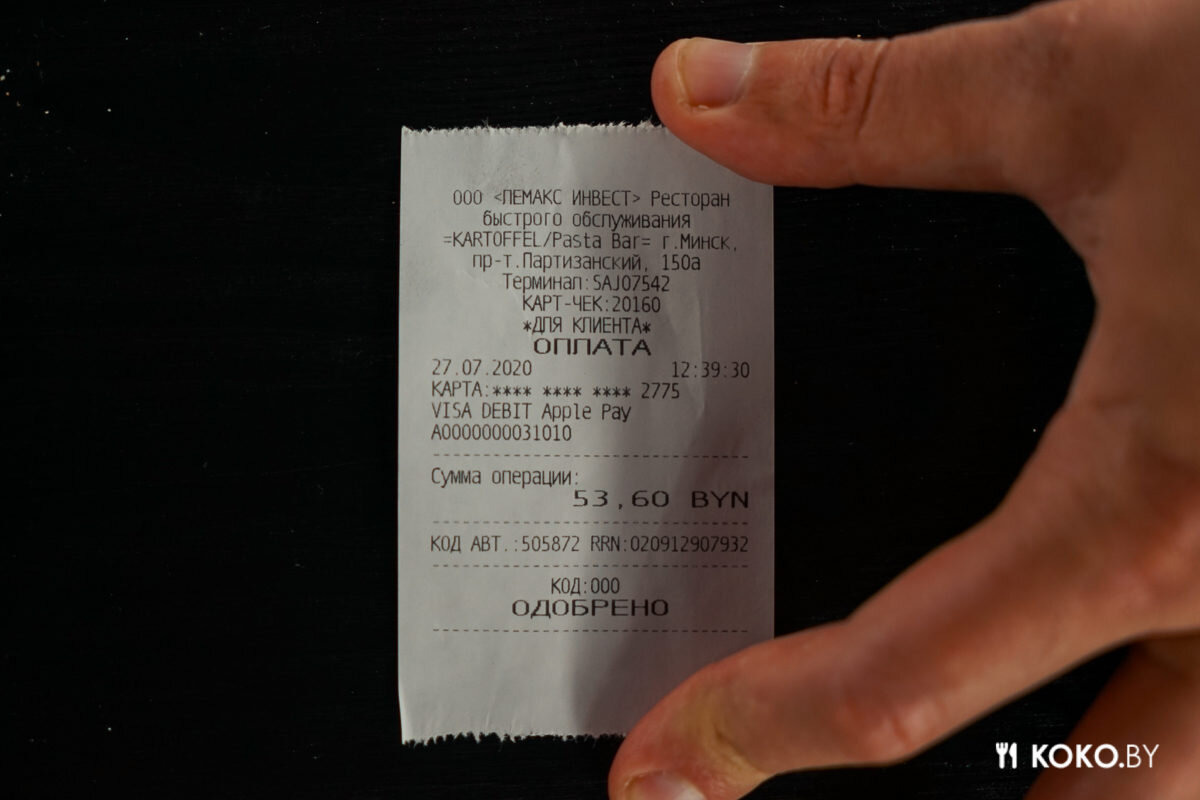 ООО <ЛЕМАКС ИНВЕСТ> Ресторан
быстрого обслуживания
=KARTOFFEL/Pasta Bar= г.Минск,
пр-т.Партизанский, 150а
Терминал:SAJ07542
КАРТ-ЧЕК:20160
*ДЛЯ КЛИЕНТА*
ОПЛАТА
27.07.2020 12:39:30
КАРТА:**** **** **** 2775
VISA DEBIT Apple Pay
A0000000031010
Сумма операции:
53,60 BYN
КОД АВТ.:505872 RRN:020912907932
КОД:000
ОДОБРЕНО
KOKO.BY